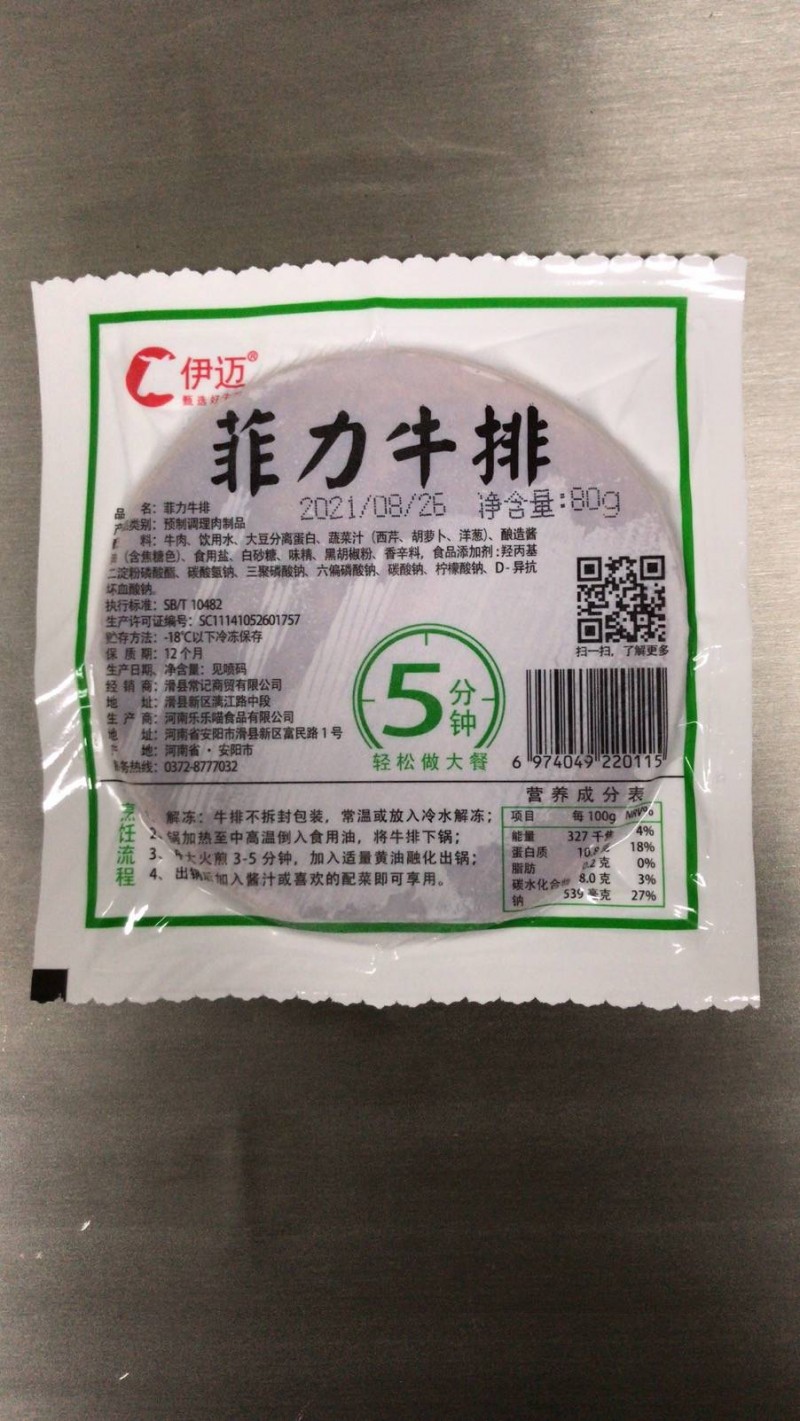 伊迈®
甄选好
菲力牛排
2021/08/26 净含量:80g
品 名：菲力牛排
产 类别：预制调理肉制品
料：牛肉、饮用水、大豆分离蛋白、蔬菜汁（西芹、胡萝卜、洋葱）、酿造酱
（含焦糖色）、食用盐、白砂糖、味精、黑胡椒粉、香辛料，食品添加剂：羟丙基
二淀粉磷酸酯、碳酸氢钠、三聚磷酸钠、六偏磷酸钠、碳酸钠、柠檬酸钠、D-异抗
坏血酸钠。
执行标准：SB/T 10482
生产许可证编号：SC11141052601757
贮存方法：-18℃以下冷冻保存
保 质 期：12个月
生产日期、净含量：见喷码
经 销 商：滑县常记商贸有限公司
地 址：滑县新区漓江路中段
生 产 商：河南乐乐喵食品有限公司
地 址：河南省安阳市滑县新区富民路1号
产 地：河南省·安阳市
务热线：0372-8777032
5分钟
轻松做大餐
扫一扫，了解更多
6 974049 220115
烹饪流程
1、解冻：牛排不拆封包装，常温或放入冷水解冻；
2、锅加热至中高温倒入食用油，将牛排下锅；
3、大火煎3-5分钟，加入适量黄油融化出锅；
4、出锅 加入酱汁或喜欢的配菜即可享用。
营养成分表
项目 每100g NRV%
能量 327千焦 4%
蛋白质 克 18%
脂肪 克 0%
碳水化合物 8.0克 3%
钠 539毫克 27%